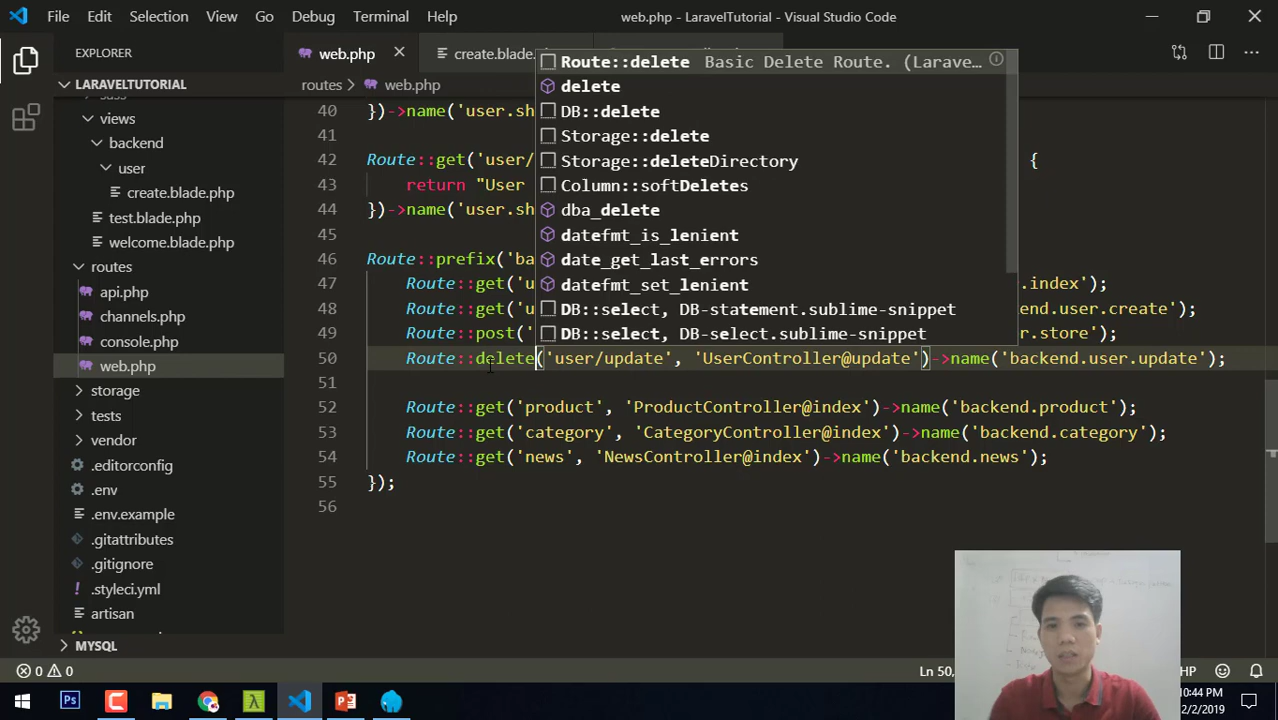 File Edit Selection View Go Debug Terminal Help web.php - LaravelTutorial - Visual Studio Code
EXPLORER
web.php
create.blade.
LARAVELTUTORIAL
routes web.php
views
backend
user
create.blade.php
test.blade.php
welcome.blade.php
routes
api.php
channels.php
console.php
web.php
storage
tests
vendor
.editorconfig
.env
.env.example
.gitattributes
.gitignore
.styleci.yml
artisan
MYSQL
40 })->name('user.sh
41
42 Route::get('user/ {
43 return "User
44 })->name('user.sh
45
46 Route::prefix('ba
47 Route::get('u .index');
48 Route::get('u end.user.create');
49 Route::post(' r.store');
50 Route::delete('user/update', 'UserController@update')->name('backend.user.update');
51
52 Route::get('product', 'ProductController@index')->name('backend.product');
53 Route::get('category', 'CategoryController@index')->name('backend.category');
54 Route::get('news', 'NewsController@index')->name('backend.news');
55 });
56
Route::delete Basic Delete Route. (Larave...
delete
DB::delete
Storage::delete
Storage::deleteDirectory
Column::softDeletes
dba_delete
datefmt_is_lenient
date_get_last_errors
datefmt_set_lenient
DB::select, DB-statement.sublime-snippet
DB::select, DB-select.sublime-snippet
0 0
Ln 50,
HP
Ps
10:44 PM
2/2/2019